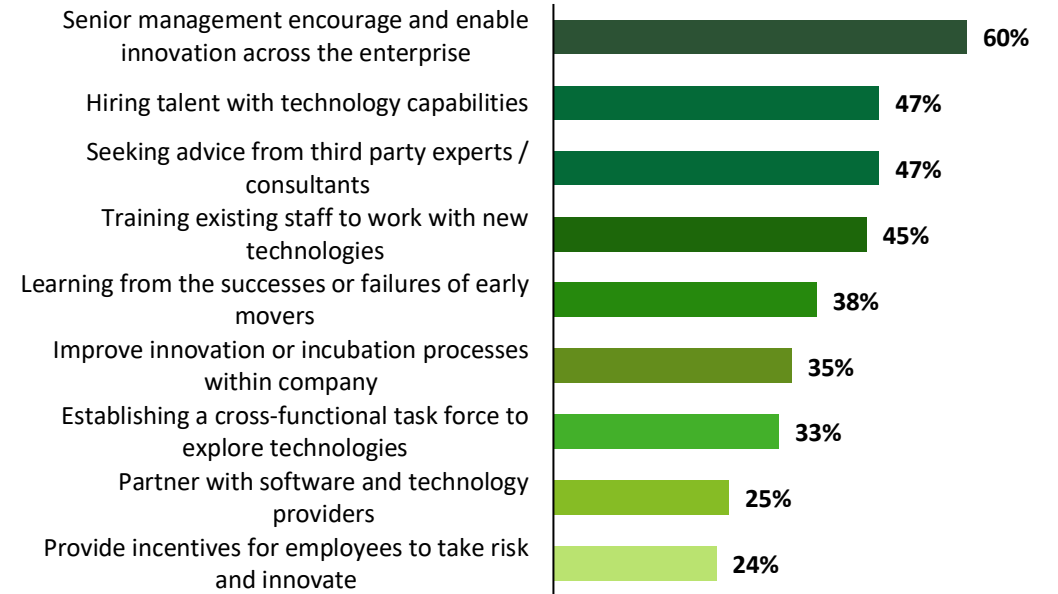 Senior management encourage and enable
innovation across the enterprise
60%
Hiring talent with technology capabilities
47%
Seeking advice from third party experts /
consultants
47%
Training existing staff to work with new
technologies
45%
Learning from the successes or failures of early
movers
38%
Improve innovation or incubation processes
within company
35%
Establishing a cross-functional task force to
explore technologies
33%
Partner with software and technology
providers
25%
Provide incentives for employees to take risk
and innovate
24%